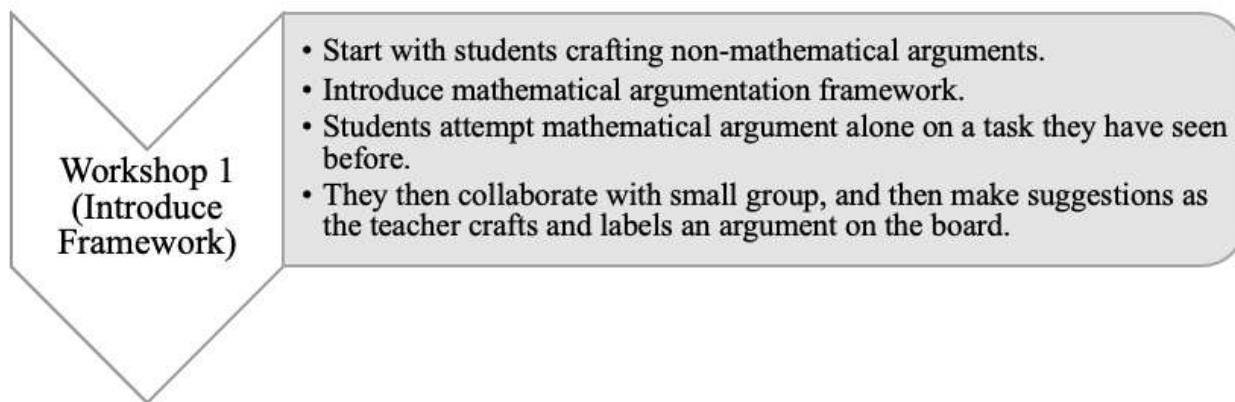 Workshop 1
(Introduce
Framework)
• Start with students crafting non-mathematical arguments.
• Introduce mathematical argumentation framework.
• Students attempt mathematical argument alone on a task they have seen
before.
• They then collaborate with small group, and then make suggestions as
the teacher crafts and labels an argument on the board.